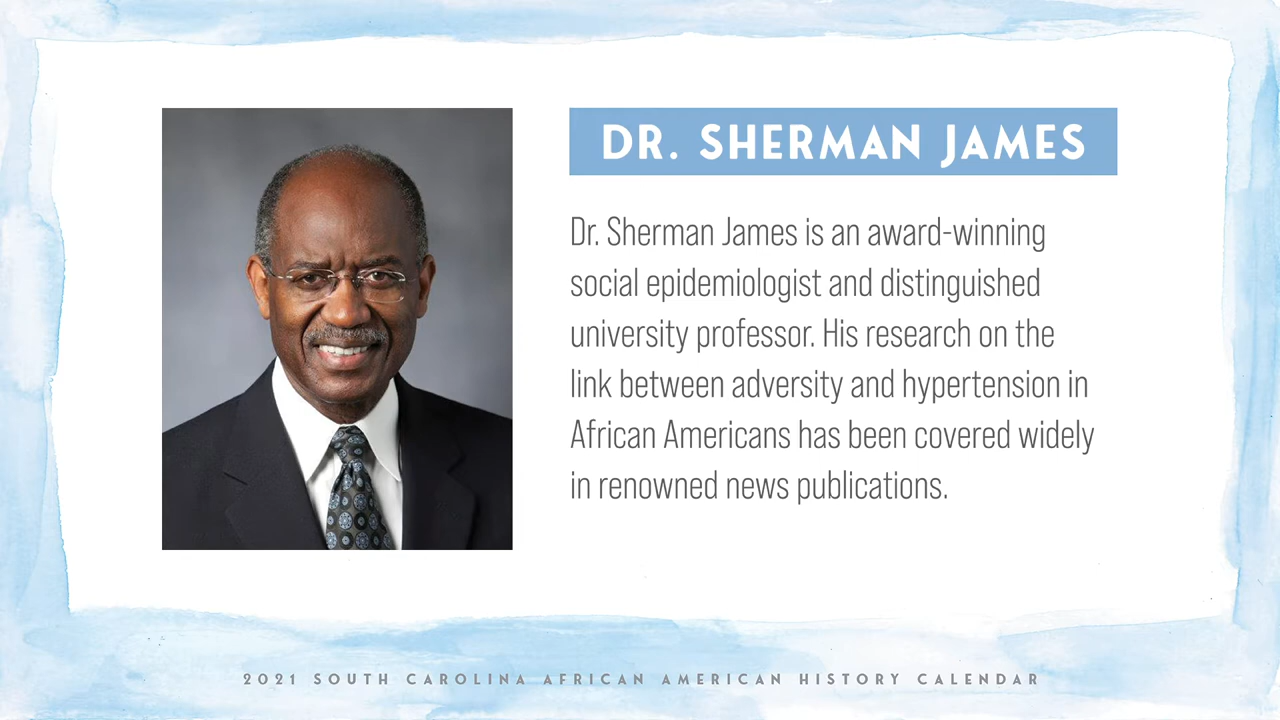 DR. SHERMAN JAMES
Dr. Sherman James is an award-winning
social epidemiologist and distinguished
university professor. His research on the
link between adversity and hypertension in
African Americans has been covered widely
in renowned news publications.
2021 SOUTH CAROLINA AFRICAN AMERICAN HISTORY CALENDAR